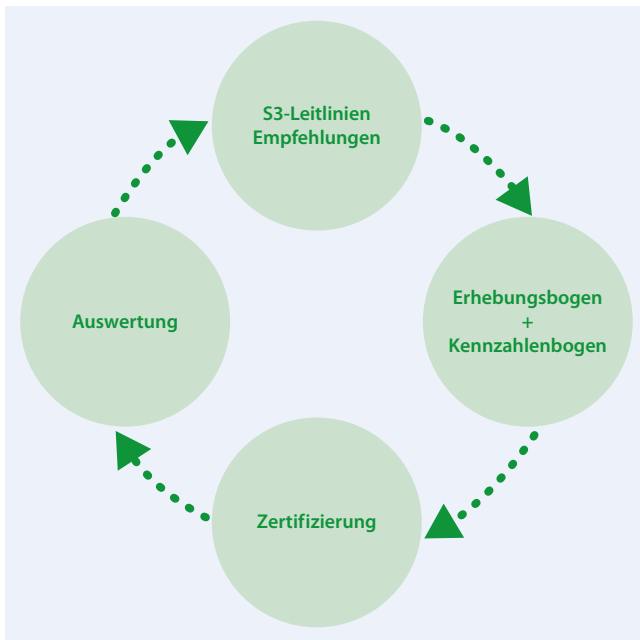 S3-Leitlinien
Empfehlungen
Erhebungsbogen
+
Kennzahlenbogen
Zertifizierung
Auswertung